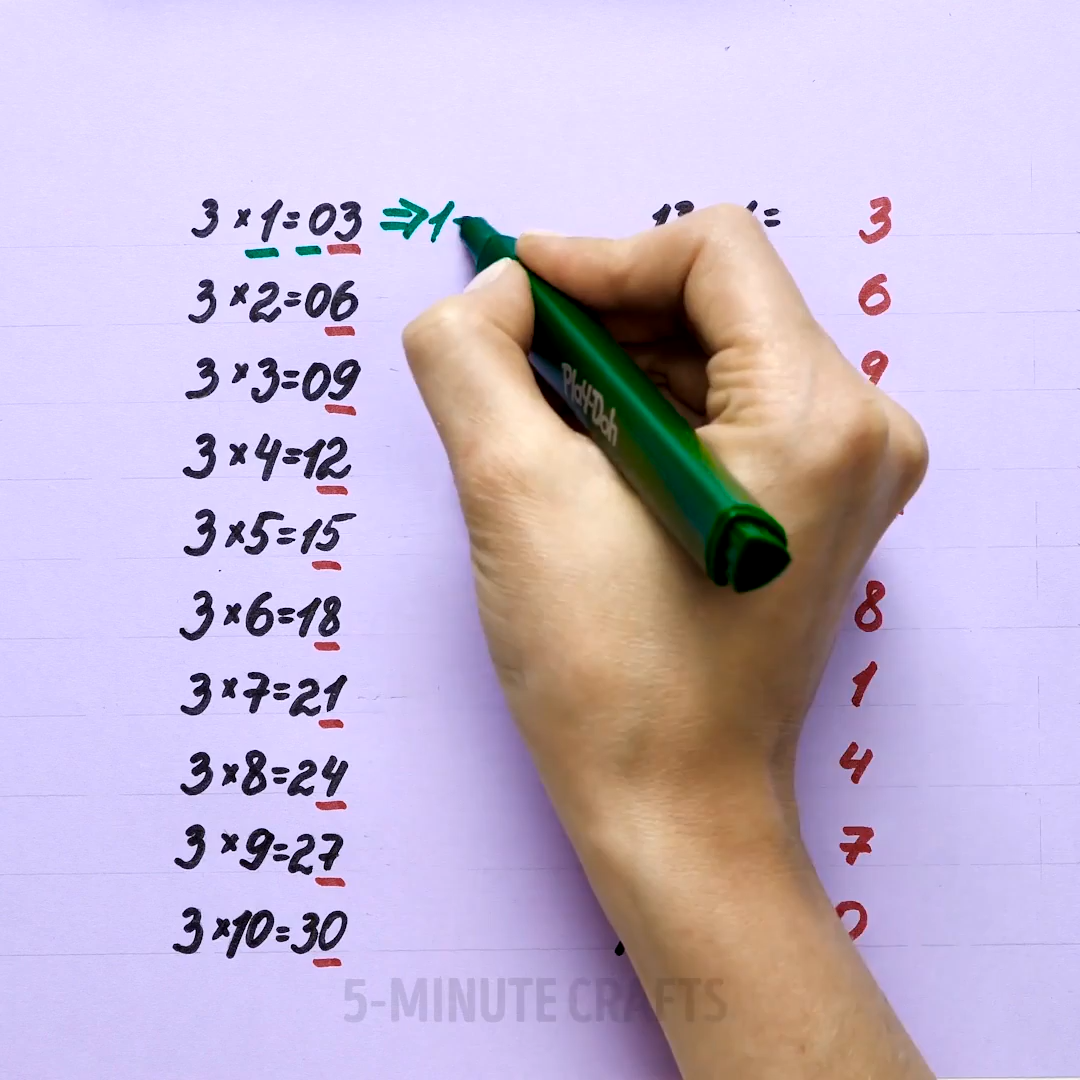 3 × 1 = 03 ⇒ 1 1= 3
3 × 2 = 06 6
3 × 3 = 09 9
3 × 4 = 12
3 × 5 = 15
3 × 6 = 18 8
3 × 7 = 21 1
3 × 8 = 24 4
3 × 9 = 27 7
3 × 10 = 30 0
Play-Doh
5-MINUTE CRAFTS